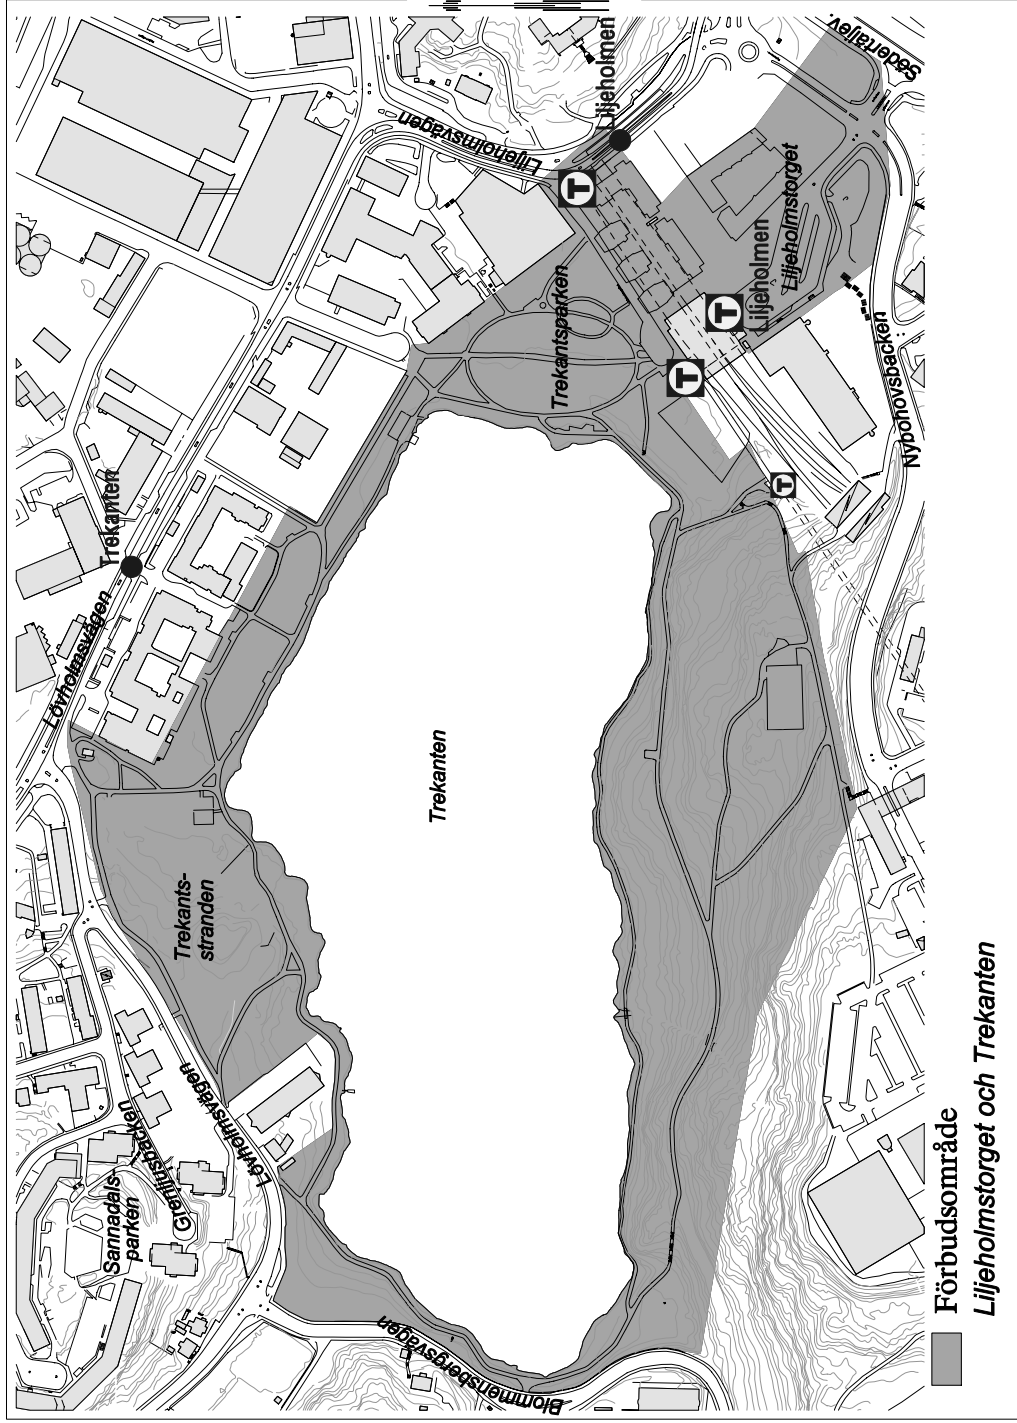 Liljeholmen
Södertäljev.
Liljeholmsvägen
T
Liljeholmstorget
Liljeholmen
T
T
T
Trekantsparken
Nybohovsbacken
Trekanten
Lövholmsvägen
Trekanten
Trekants-
stranden
Lövholmsvägen
Grenljusbacken
Sannadals-
parken
Blommensbergsvägen
Förbudsområde
Liljeholmstorget och Trekanten